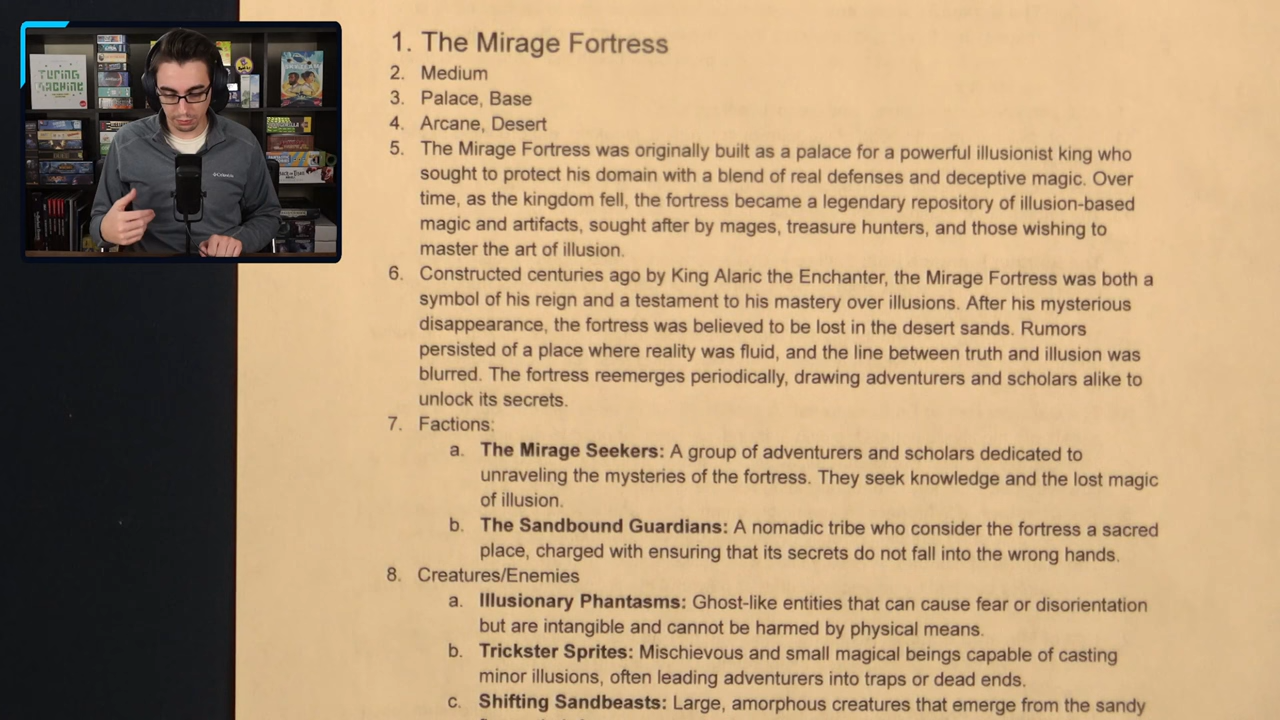 TURING
MACHINE
Columbia
1. The Mirage Fortress
2. Medium
3. Palace, Base
4. Arcane, Desert
5. The Mirage Fortress was originally built as a palace for a powerful illusionist king who
sought to protect his domain with a blend of real defenses and deceptive magic. Over
time, as the kingdom fell, the fortress became a legendary repository of illusion-based
magic and artifacts, sought after by mages, treasure hunters, and those wishing to
master the art of illusion.
6. Constructed centuries ago by King Alaric the Enchanter, the Mirage Fortress was both a
symbol of his reign and a testament to his mastery over illusions. After his mysterious
disappearance, the fortress was believed to be lost in the desert sands. Rumors
persisted of a place where reality was fluid, and the line between truth and illusion was
blurred. The fortress reemerges periodically, drawing adventurers and scholars alike to
unlock its secrets.
7. Factions:
a. The Mirage Seekers: A group of adventurers and scholars dedicated to
unraveling the mysteries of the fortress. They seek knowledge and the lost magic
of illusion.
b. The Sandbound Guardians: A nomadic tribe who consider the fortress a sacred
place, charged with ensuring that its secrets do not fall into the wrong hands.
8. Creatures/Enemies
a. Illusionary Phantasms: Ghost-like entities that can cause fear or disorientation
but are intangible and cannot be harmed by physical means.
b. Trickster Sprites: Mischievous and small magical beings capable of casting
minor illusions, often leading adventurers into traps or dead ends.
c. Shifting Sandbeasts: Large, amorphous creatures that emerge from the sandy